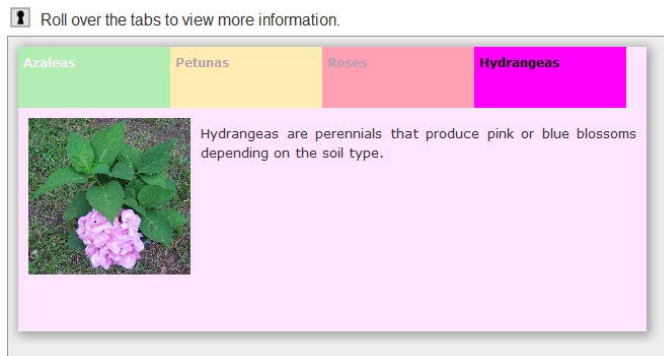 Roll over the tabs to view more information.
Azaleas Petunas Roses Hydrangeas
Hydrangeas are perennials that produce pink or blue blossoms
depending on the soil type.